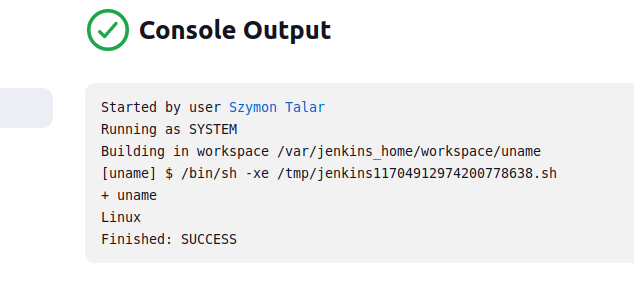 Console Output
Started by user Szymon Talar
Running as SYSTEM
Building in workspace /var/jenkins_home/workspace/uname
[uname] $ /bin/sh -xe /tmp/jenkins11704912974200778638.sh
+ uname
Linux
Finished: SUCCESS